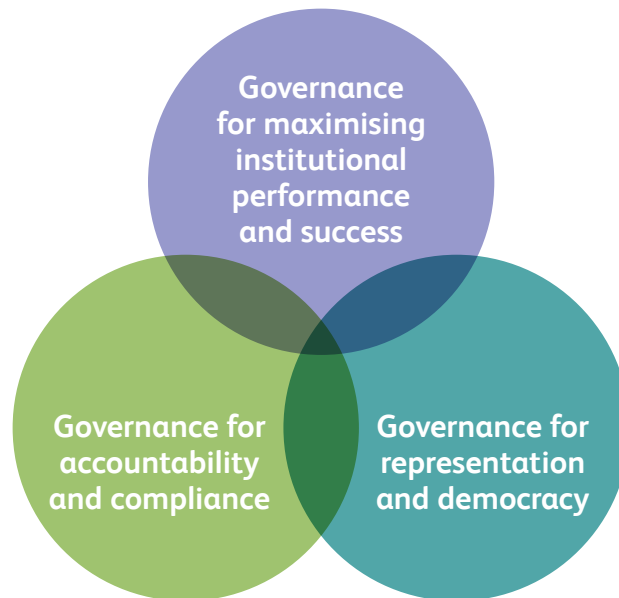 Governance
for maximising
institutional
performance
and success
Governance for
accountability
and compliance
Governance for
representation
and democracy